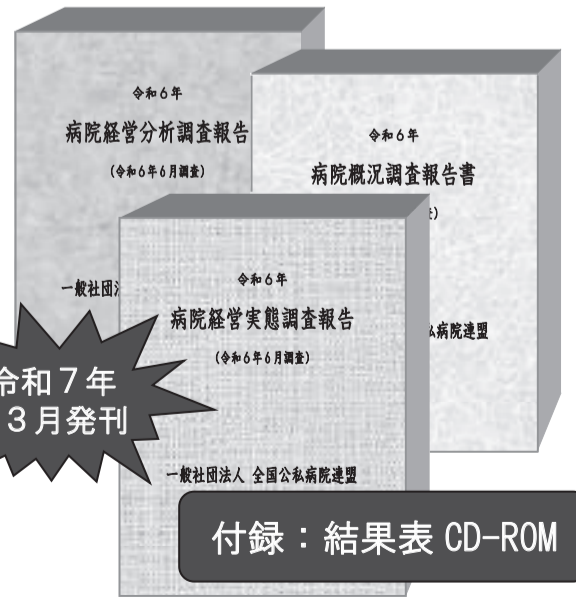 令和6年
病院経営分析調査報告
(令和6年6月調査)
一般社団法
令和6年
病院概況調査報告書
私病院連盟
令和6年
病院経営実態調査報告
(令和6年6月調査)
一般社団法人 全国公私病院連盟
令和7年
3月発刊
付録：結果表 CD-ROM